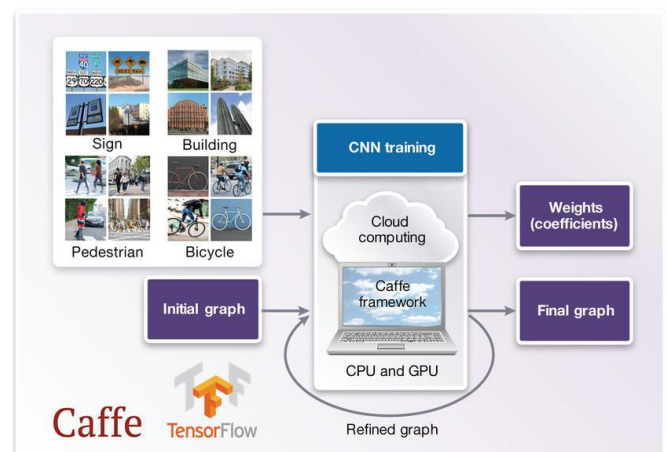 Sign
Building
Pedestrian
Bicycle
CNN training
Cloud
computing
Caffe
framework
CPU and GPU
Initial graph
Weights
(coefficients)
Final graph
Refined graph
Caffe
TensorFlow